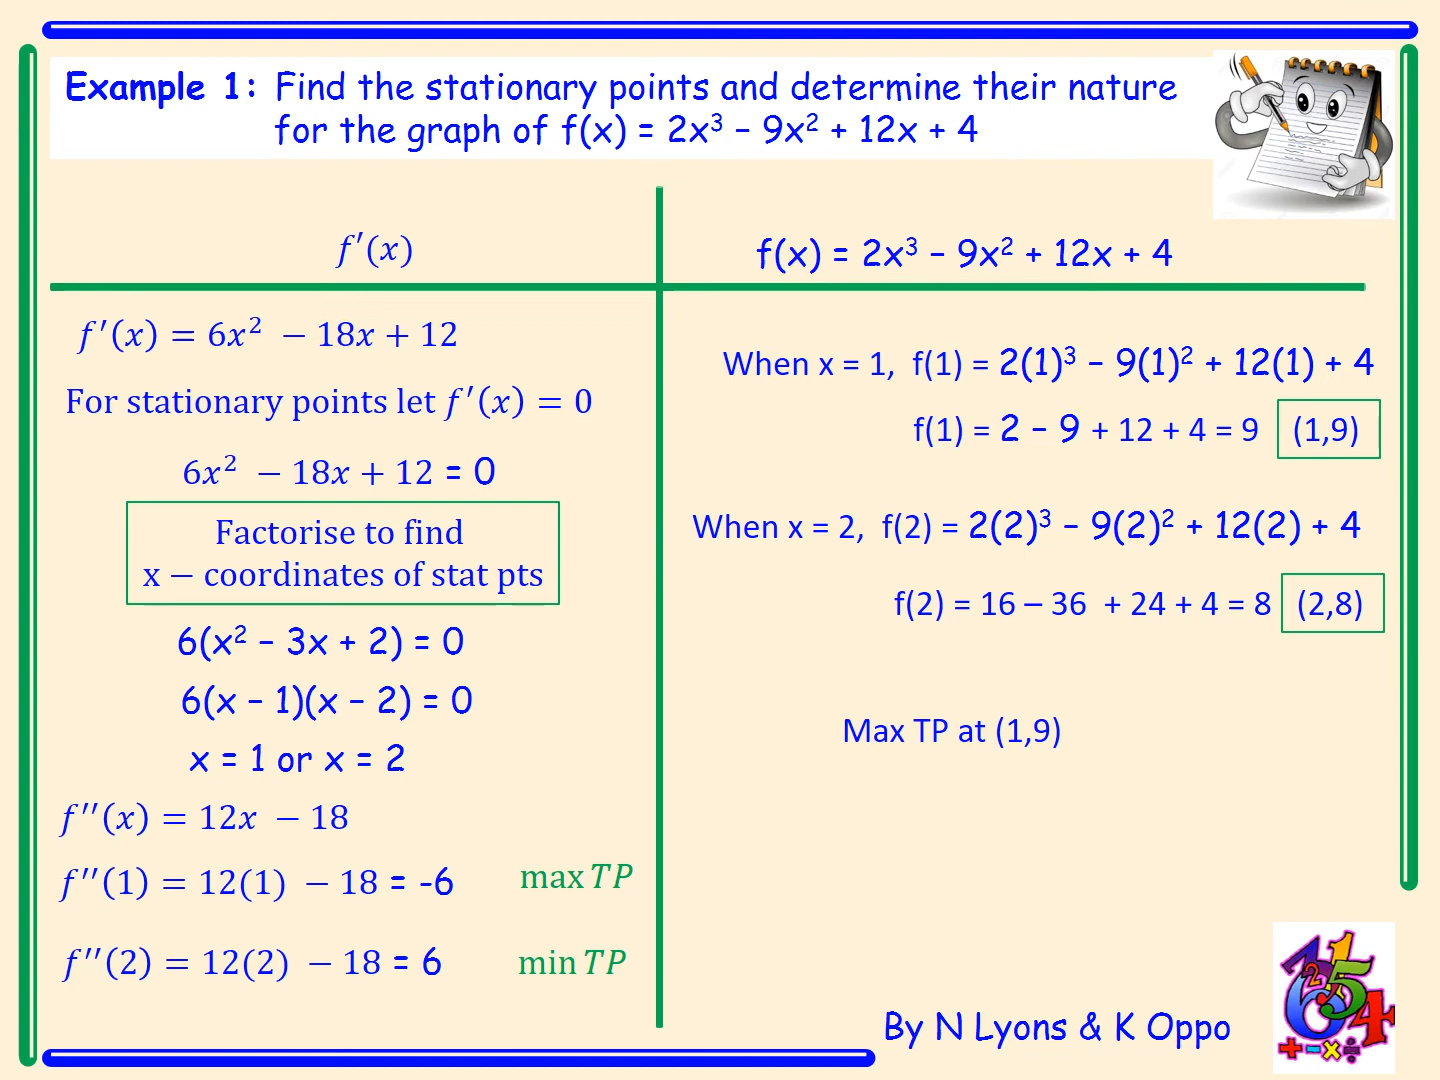 Example 1: Find the stationary points and determine their nature
for the graph of f(x) = 2x³ – 9x² + 12x + 4
f′(x)
f(x) = 2x³ – 9x² + 12x + 4
f′(x) = 6x² − 18x + 12
For stationary points let f′(x) = 0
6x² − 18x + 12 = 0
Factorise to find
x − coordinates of stat pts
6(x² – 3x + 2) = 0
6(x – 1)(x – 2) = 0
x = 1 or x = 2
f′′(x) = 12x − 18
f′′(1) = 12(1) − 18 = -6 max TP
f′′(2) = 12(2) − 18 = 6 min TP
When x = 1, f(1) = 2(1)³ – 9(1)² + 12(1) + 4
f(1) = 2 – 9 + 12 + 4 = 9 (1,9)
When x = 2, f(2) = 2(2)³ – 9(2)² + 12(2) + 4
f(2) = 16 – 36 + 24 + 4 = 8 (2,8)
Max TP at (1,9)
By N Lyons & K Oppo